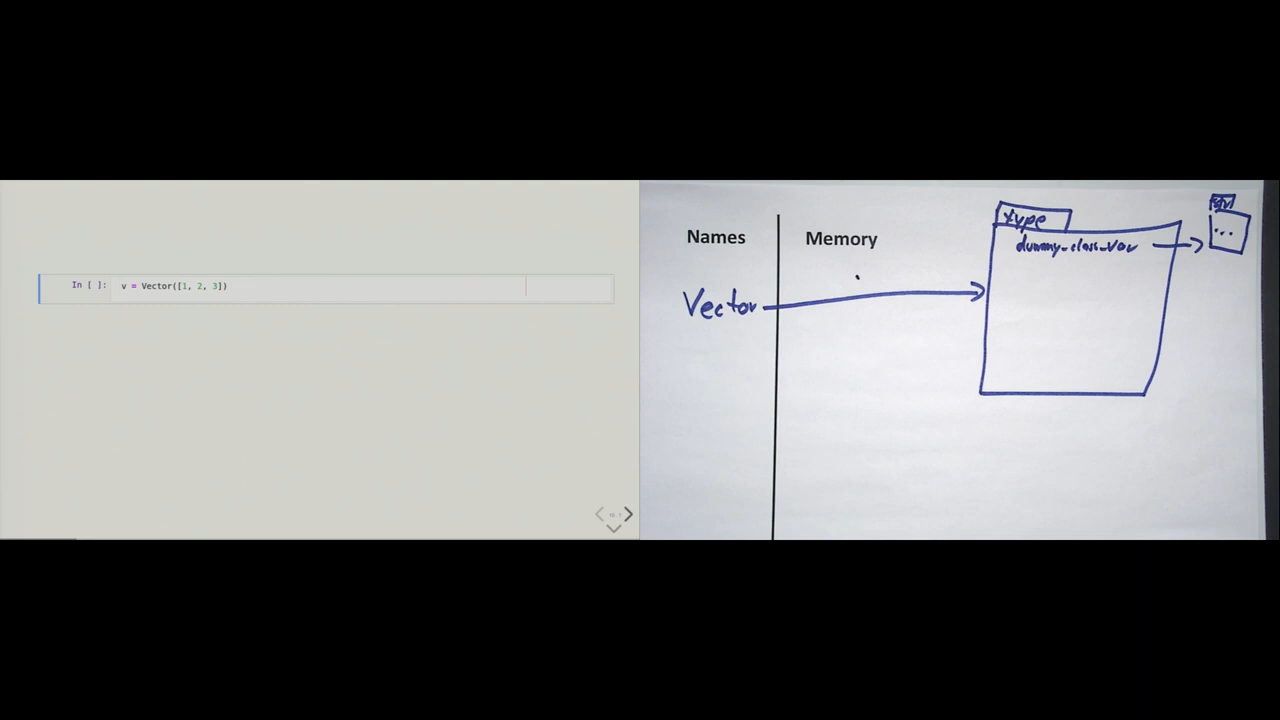 In [ ]: v = Vector([1, 2, 3])
Names
Memory
Vector
type
dummy_class_var
...